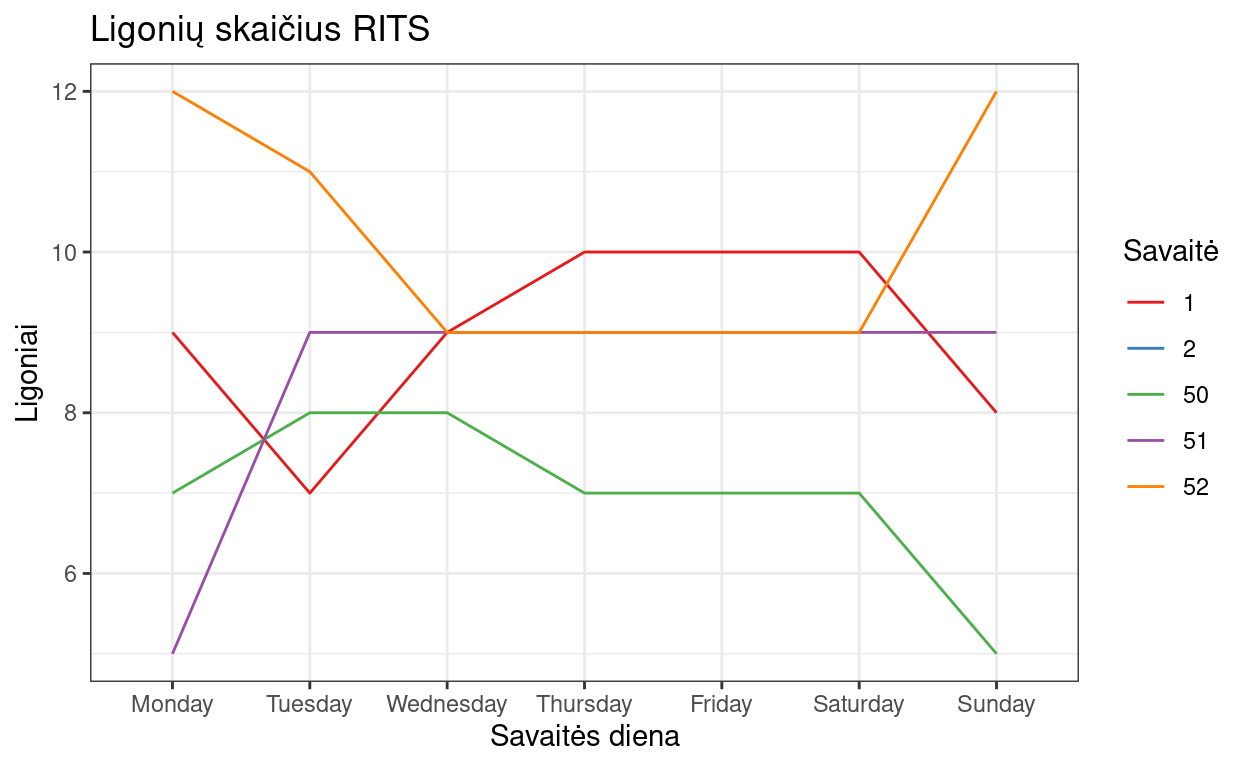 Ligonių skaičius RITS
Ligoniai
12
10
8
6
Monday Tuesday Wednesday Thursday Friday Saturday Sunday
Savaitės diena
Savaitė
1
2
50
51
52